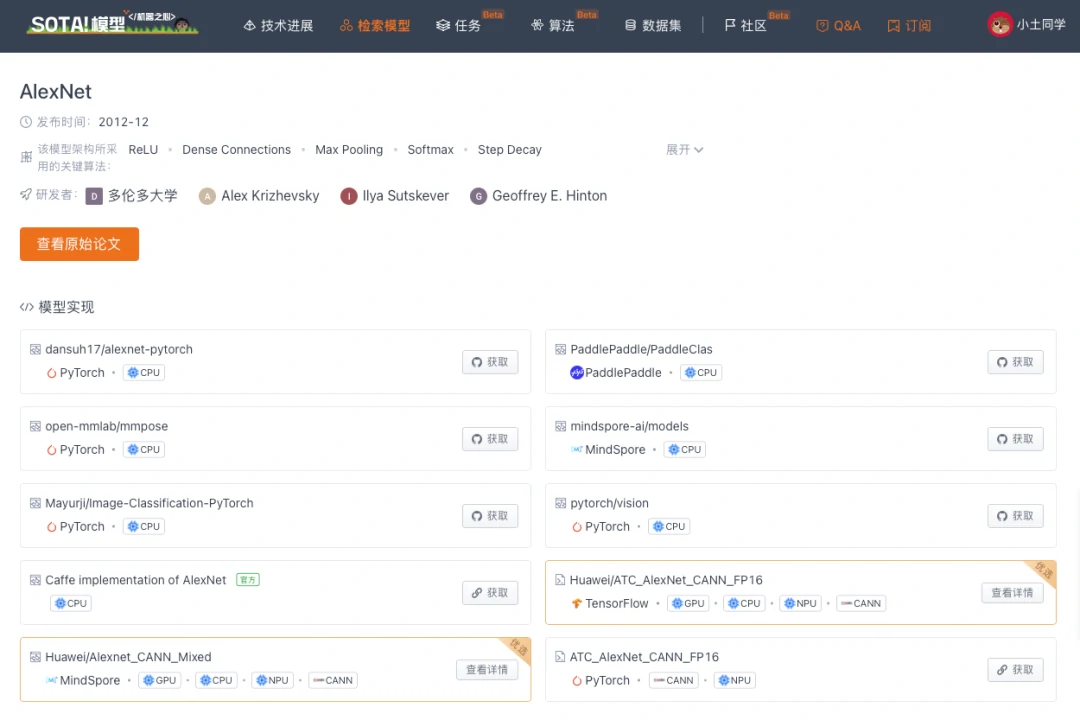 SOTA!模型 </机器之心>
技术进展 检索模型 任务 Beta 算法 Beta 数据集 社区 Beta Q&A 订阅 小土同学
AlexNet
发布时间: 2012-12
该模型架构所采用的关键算法: ReLU • Dense Connections • Max Pooling • Softmax • Step Decay 展开
研发者: D 多伦多大学 A Alex Krizhevsky I Ilya Sutskever G Geoffrey E. Hinton
查看原始论文
</> 模型实现
dansuh17/alexnet-pytorch
PyTorch • CPU 获取
PaddlePaddle/PaddleClas
PaddlePaddle • CPU 获取
open-mmlab/mmpose
PyTorch • CPU 获取
mindspore-ai/models
MindSpore • CPU 获取
Mayurji/Image-Classification-PyTorch
PyTorch • CPU 获取
pytorch/vision
PyTorch • CPU 获取
Caffe implementation of AlexNet 官方
CPU 获取
Huawei/ATC_AlexNet_CANN_FP16 优选
TensorFlow • GPU • CPU • NPU • CANN 查看详情
Huawei/Alexnet_CANN_Mixed 优选
MindSpore • GPU • CPU • NPU • CANN 查看详情
ATC_AlexNet_CANN_FP16
PyTorch • CANN • NPU 获取